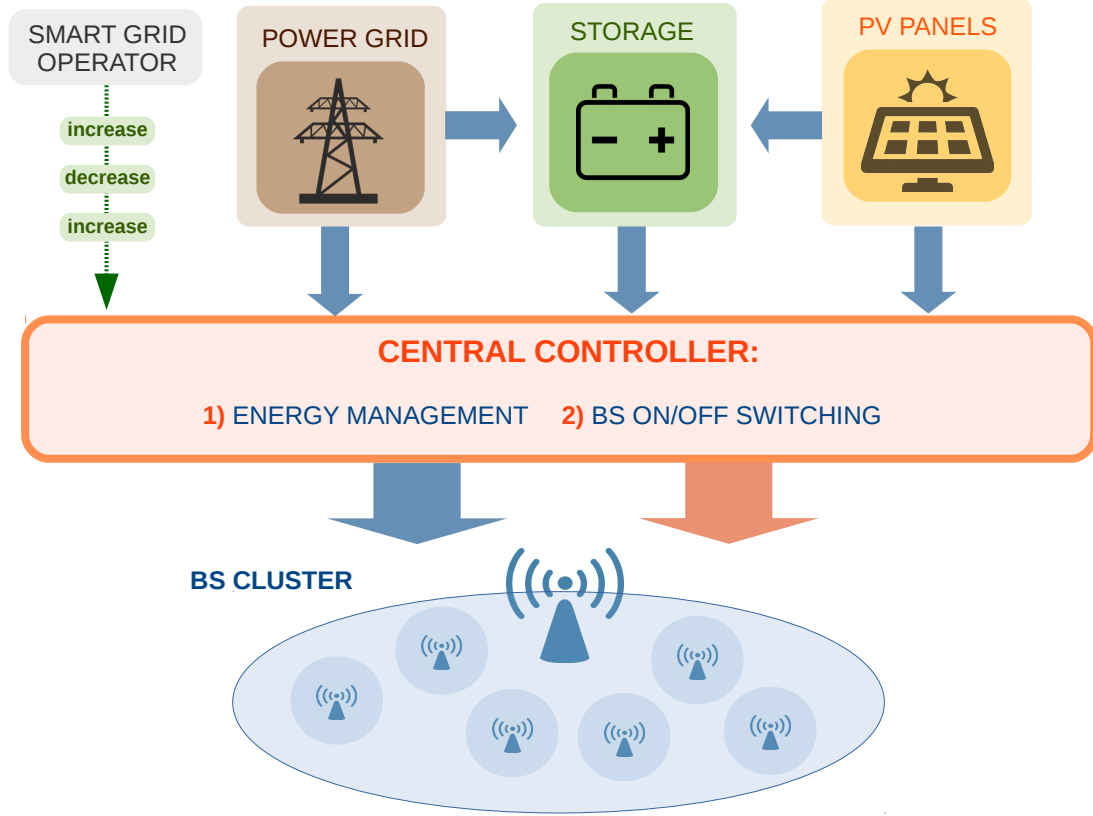 SMART GRID
OPERATOR
POWER GRID
STORAGE
PV PANELS
increase
decrease
increase
CENTRAL CONTROLLER:
1) ENERGY MANAGEMENT 2) BS ON/OFF SWITCHING
BS CLUSTER